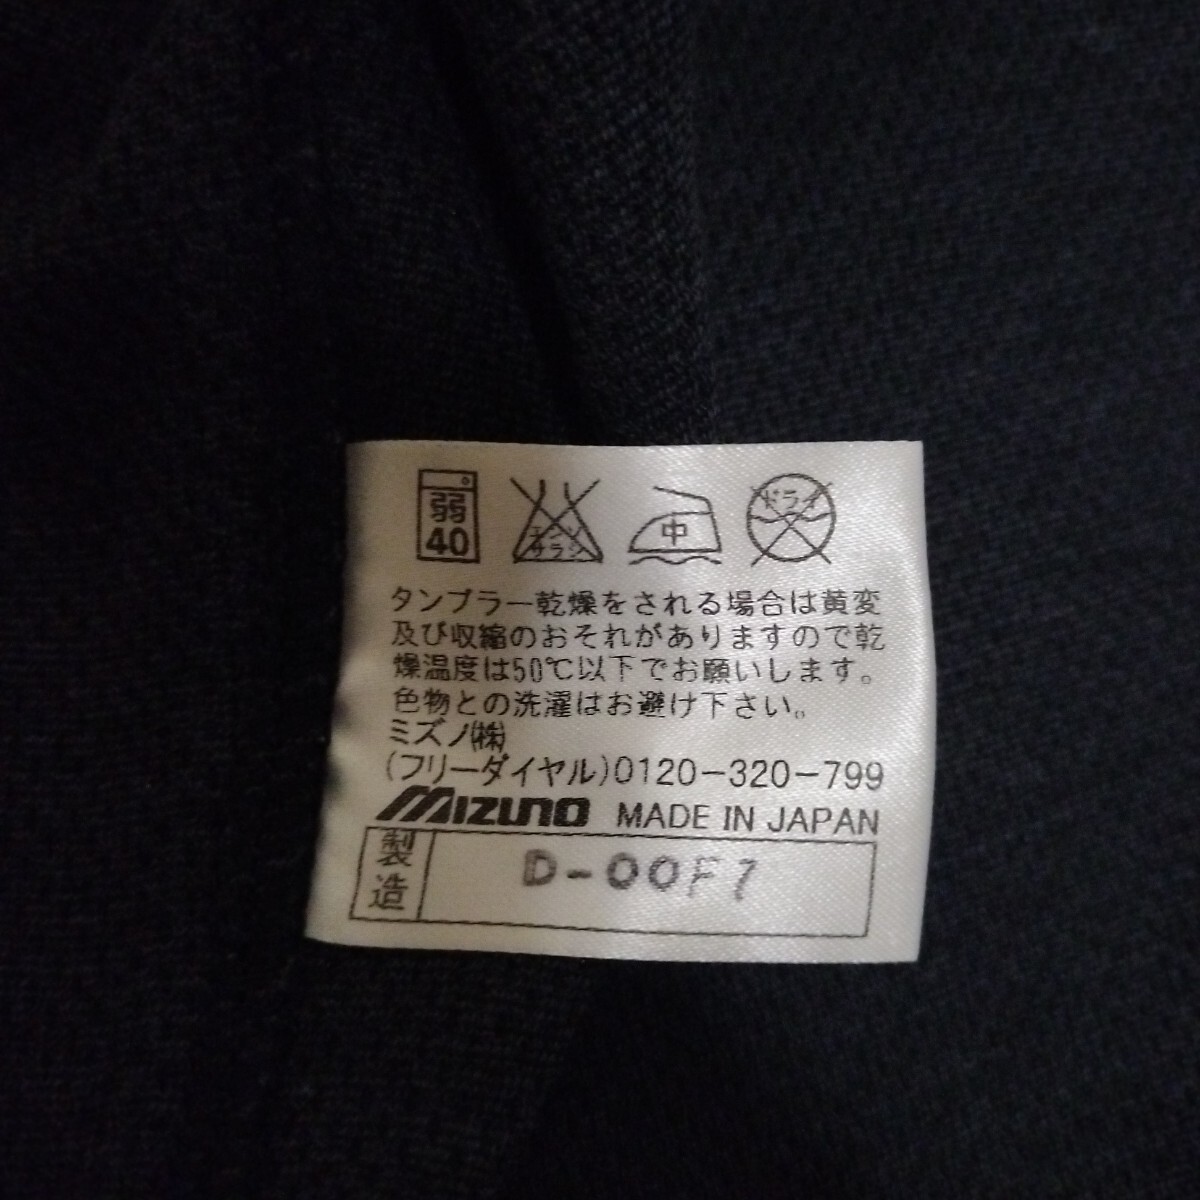 弱
40
エンソ
サラシ
中
ドライ
タンブラー乾燥をされる場合は黄変
及び収縮のおそれがありますので乾
燥温度は50℃以下でお願いします。
色物との洗濯はお避け下さい。
ミズノ㈱
(フリーダイヤル)0120-320-799
MIZUNO MADE IN JAPAN
製造 D-00F7